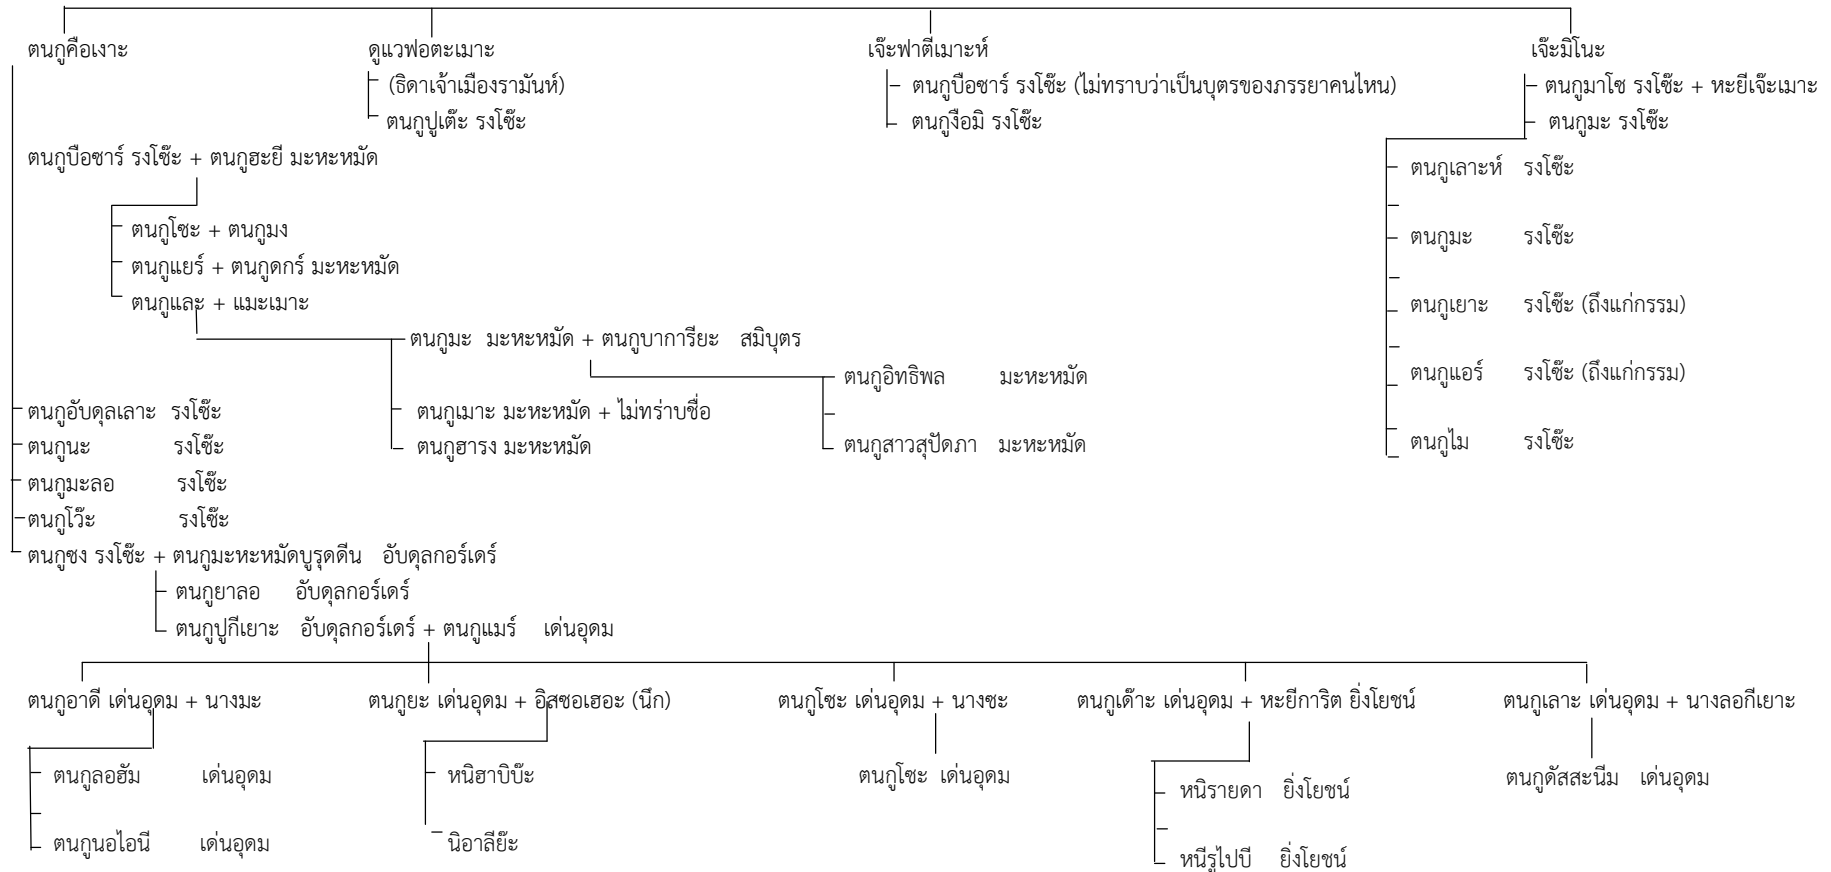 ตนกูคือเงาะ ดูแวฟอตะเมาะ เจ๊ะฟาตีเมาะห์ เจ๊ะมิโนะ
(ธิดาเจ้าเมืองรามันห์) ตนกูบือซาร์ รงโซ๊ะ (ไม่ทราบว่าเป็นบุตรของภรรยาคนไหน) ตนกูมาโซ รงโซ๊ะ + หะยีเจ๊ะเมาะ
ตนกูปูเต๊ะ รงโซ๊ะ ตนกูงือมิ รงโซ๊ะ ตนกูมะ รงโซ๊ะ
ตนกูบือซาร์ รงโซ๊ะ + ตนกูฮะยี มะหะหมัด ตนกูเลาะห์ รงโซ๊ะ
ตนกูโซะ + ตนกูมง ตนกูมะ รงโซ๊ะ
ตนกูแยร์ + ตนกูดกร์ มะหะหมัด
ตนกูและ + แมะเมาะ ตนกูเยาะ รงโซ๊ะ (ถึงแก่กรรม)
ตนกูมะ มะหะหมัด + ตนกูบาการียะ สมิบุตร
ตนกูอิทธิพล มะหะหมัด ตนกูแอร์ รงโซ๊ะ (ถึงแก่กรรม)
ตนกูอับดุลเลาะ รงโซ๊ะ ตนกูเมาะ มะหะหมัด + ไม่ทร่าบชื่อ
ตนกูนะ รงโซ๊ะ ตนกูฮารง มะหะหมัด ตนกูสาวสุปัดภา มะหะหมัด ตนกูไม รงโซ๊ะ
ตนกูมะลอ รงโซ๊ะ
ตนกูโว๊ะ รงโซ๊ะ
ตนกูซง รงโซ๊ะ + ตนกูมะหะหมัดบูรุดดีน อับดุลกอร์เดร์
ตนกูยาลอ อับดุลกอร์เดร์
ตนกูปูกีเยาะ อับดุลกอร์เดร์ + ตนกูแมร์ เด่นอุดม
ตนกูอาดี เด่นอุดม + นางมะ ตนกูยะ เด่นอุดม + อิสซอเฮอะ (นึก) ตนกูโซะ เด่นอุดม + นางซะ ตนกูเด๊าะ เด่นอุดม + หะยีการิต ยิ่งโยชน์ ตนกูเลาะ เด่นอุดม + นางลอกีเยาะ
ตนกูลอฮัม เด่นอุดม หนิฮาบิบ๊ะ ตนกูโซะ เด่นอุดม หนิรายดา ยิ่งโยชน์ ตนกูดัสสะนีม เด่นอุดม
ตนกูนอไอนี เด่นอุดม นิอาลีย๊ะ หนีรูไปบี ยิ่งโยชน์